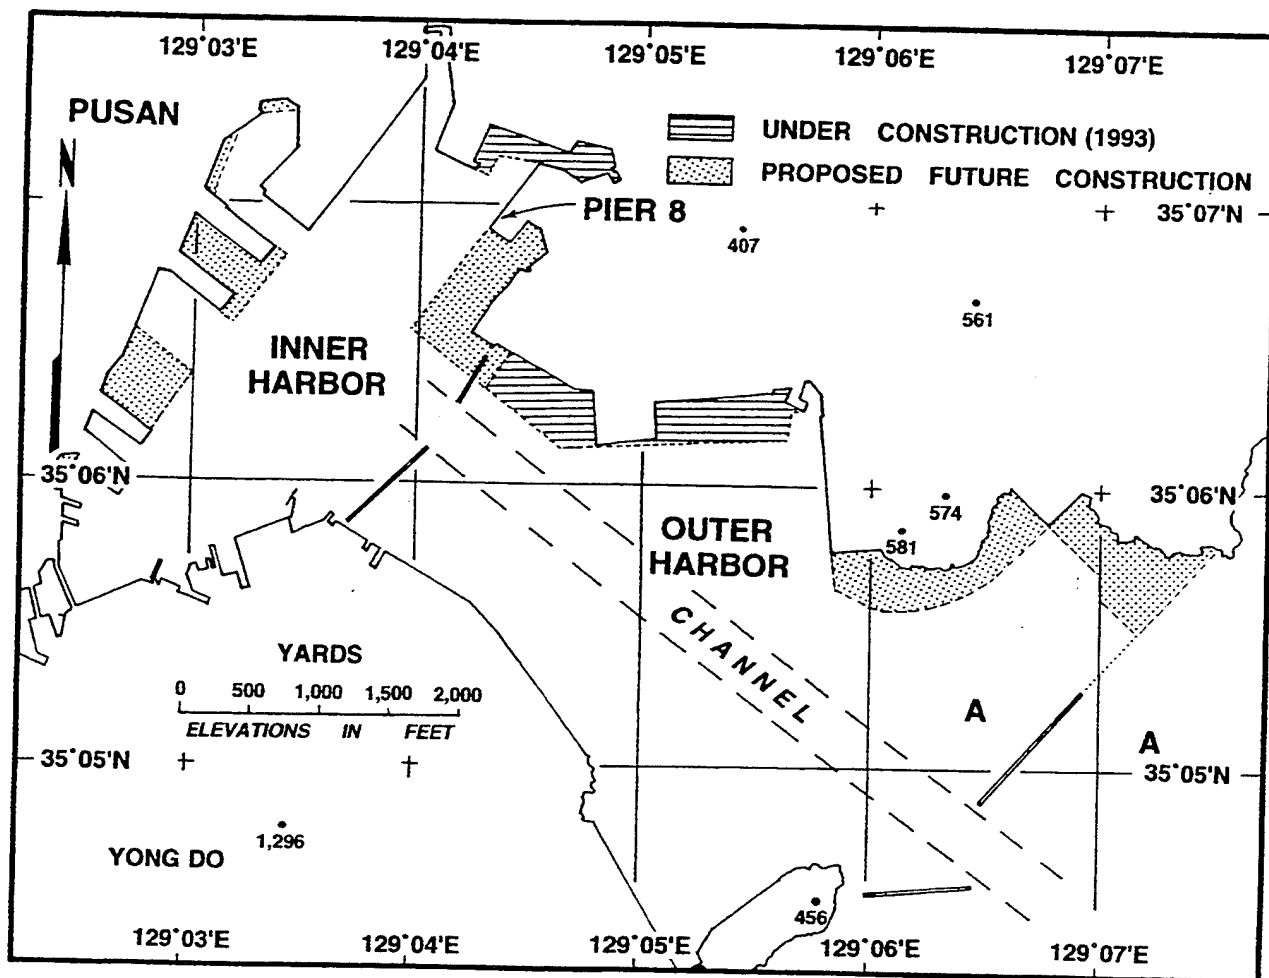 129°03'E 129°04'E 129°05'E 129°06'E 129°07'E
PUSAN
N
UNDER CONSTRUCTION (1993)
PROPOSED FUTURE CONSTRUCTION
PIER 8
35°07'N
407
561
INNER
HARBOR
35°06'N
35°06'N
574
581
OUTER
HARBOR
CHANNEL
YARDS
0 500 1,000 1,500 2,000
ELEVATIONS IN FEET
A
A
35°05'N
35°05'N
1,296
YONG DO
456
129°03'E 129°04'E 129°05'E 129°06'E 129°07'E